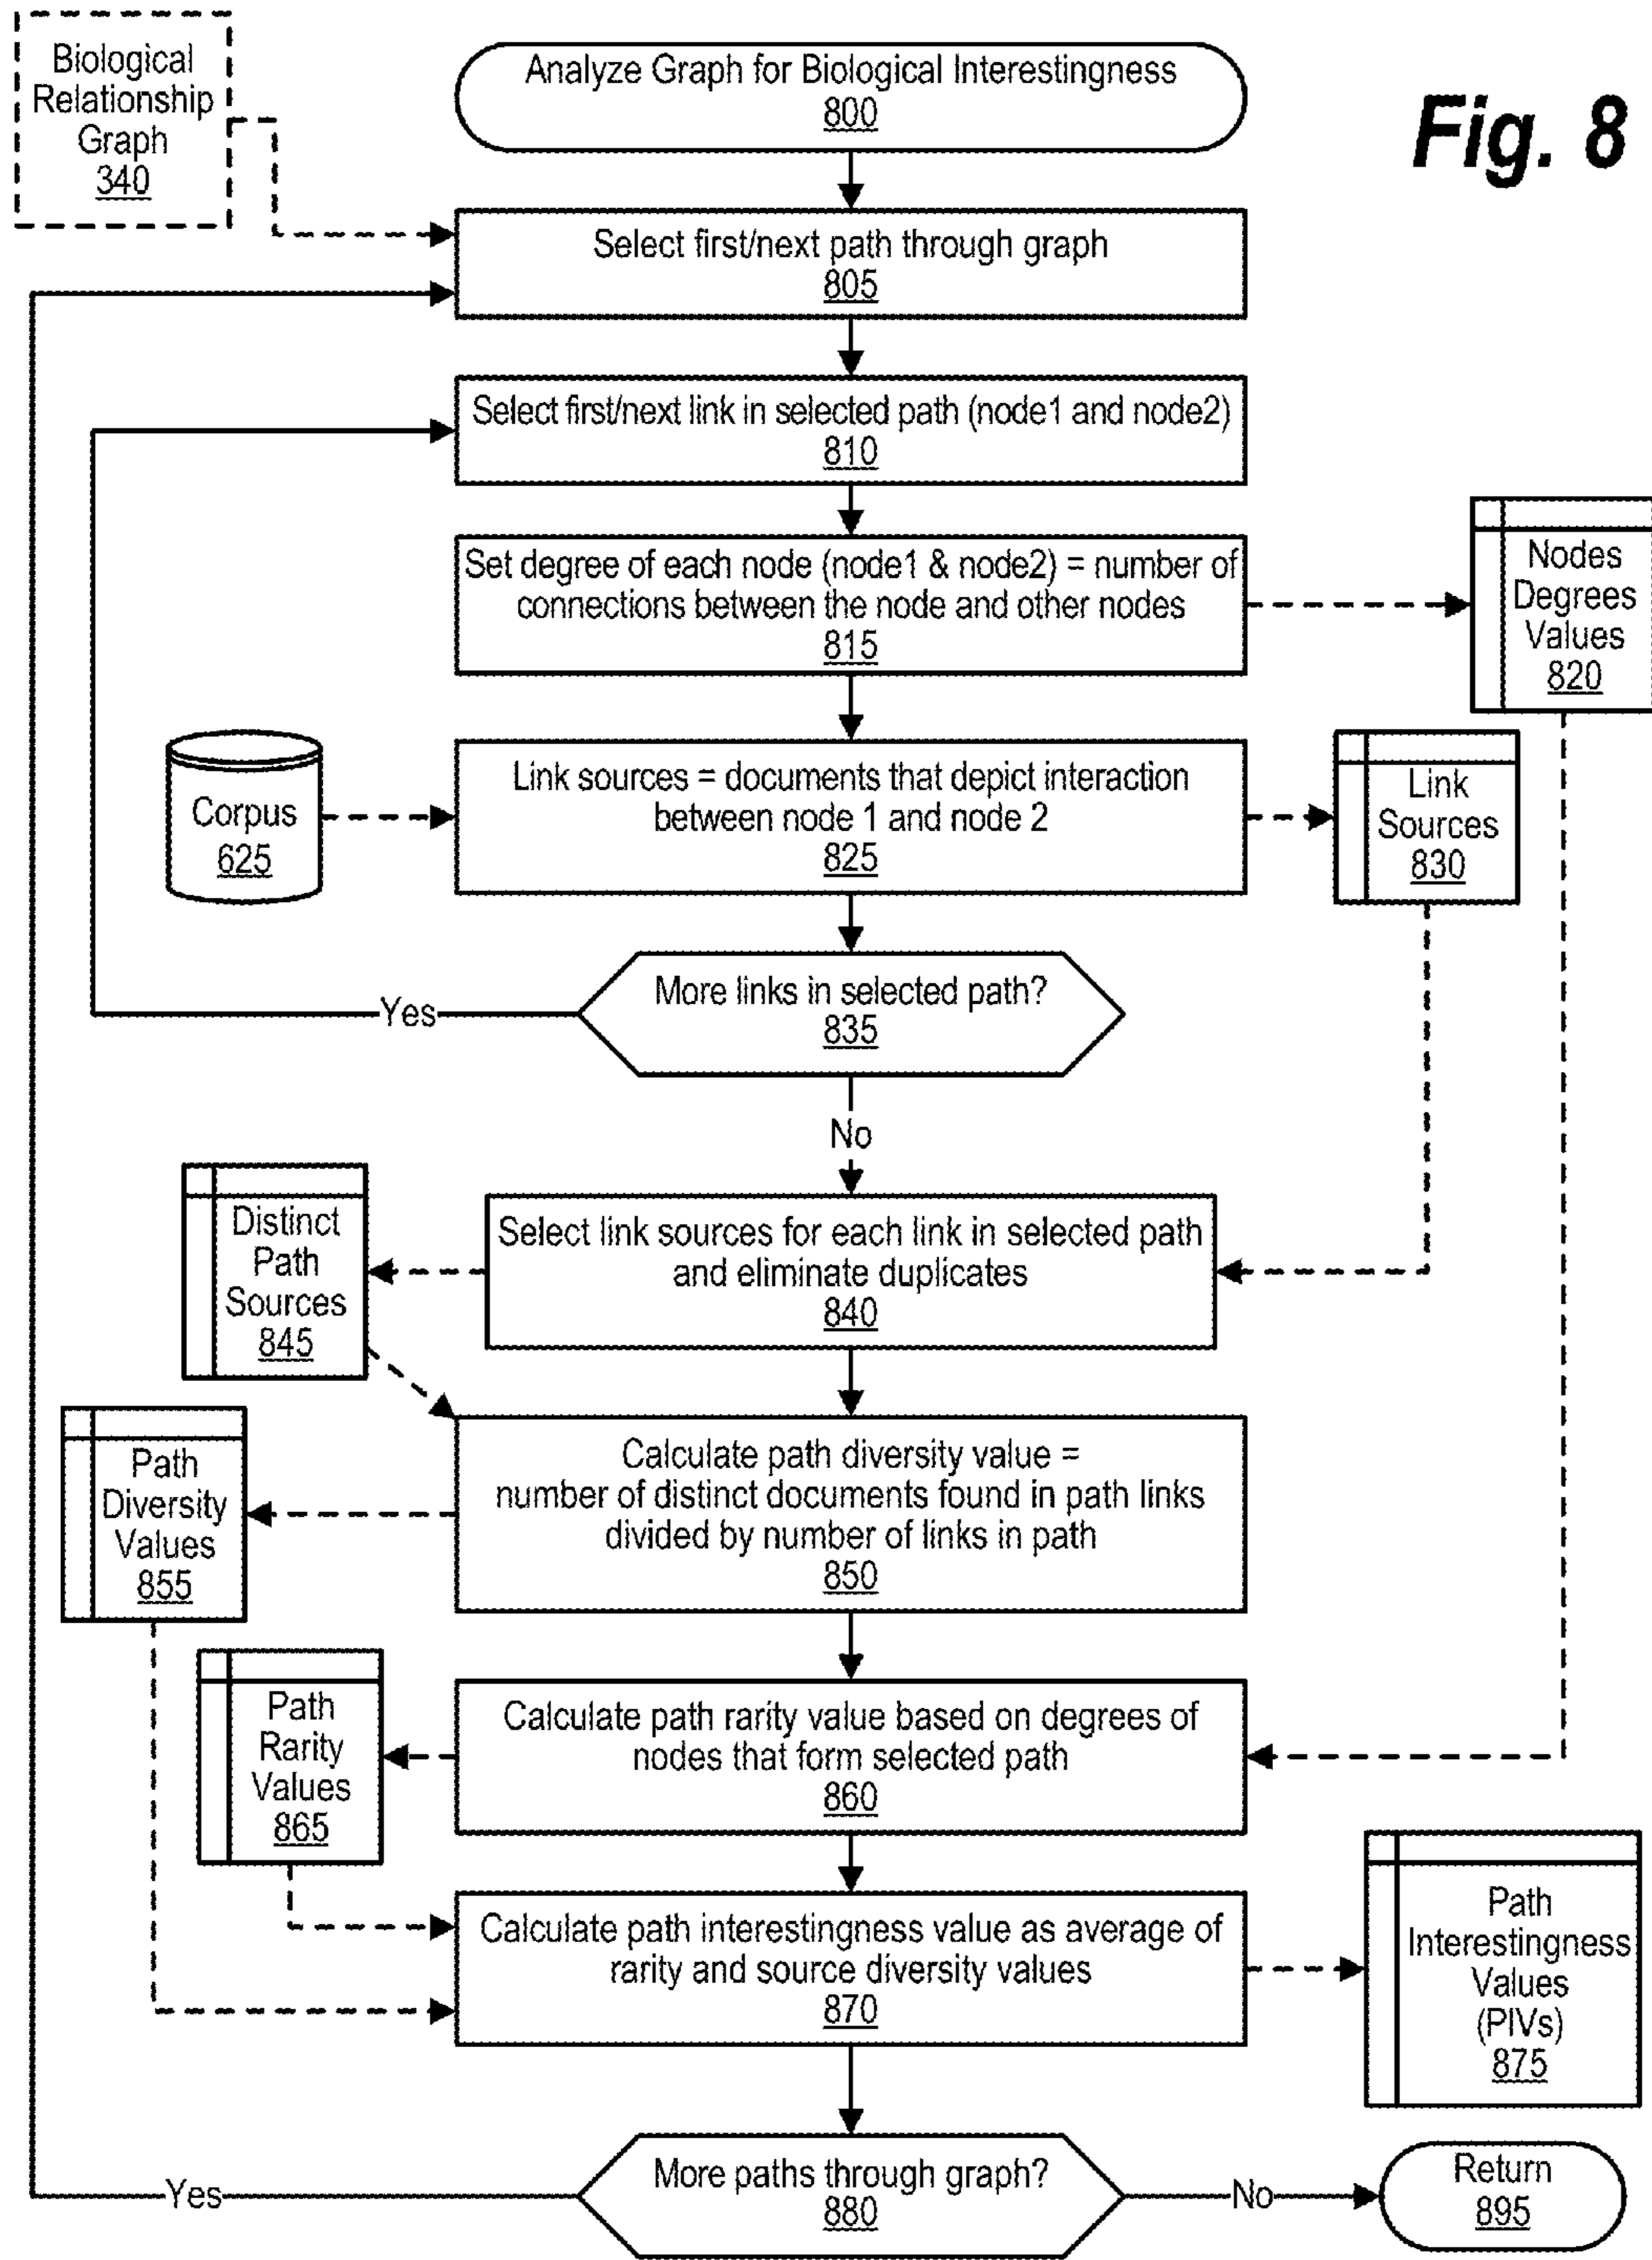 Biological
Relationship
Graph
340
Analyze Graph for Biological Interestingness
800
Fig. 8
Select first/next path through graph
805
Select first/next link in selected path (node1 and node2)
810
Set degree of each node (node1 & node2) = number of
connections between the node and other nodes
815
Nodes
Degrees
Values
820
Corpus
625
Link sources = documents that depict interaction
between node 1 and node 2
825
Link
Sources
830
More links in selected path?
835
Yes
No
Distinct
Path
Sources
845
Select link sources for each link in selected path
and eliminate duplicates
840
Path
Diversity
Values
855
Calculate path diversity value =
number of distinct documents found in path links
divided by number of links in path
850
Path
Rarity
Values
865
Calculate path rarity value based on degrees of
nodes that form selected path
860
Calculate path interestingness value as average of
rarity and source diversity values
870
Path
Interestingness
Values
(PIVs)
875
More paths through graph?
880
Yes
No
Return
895